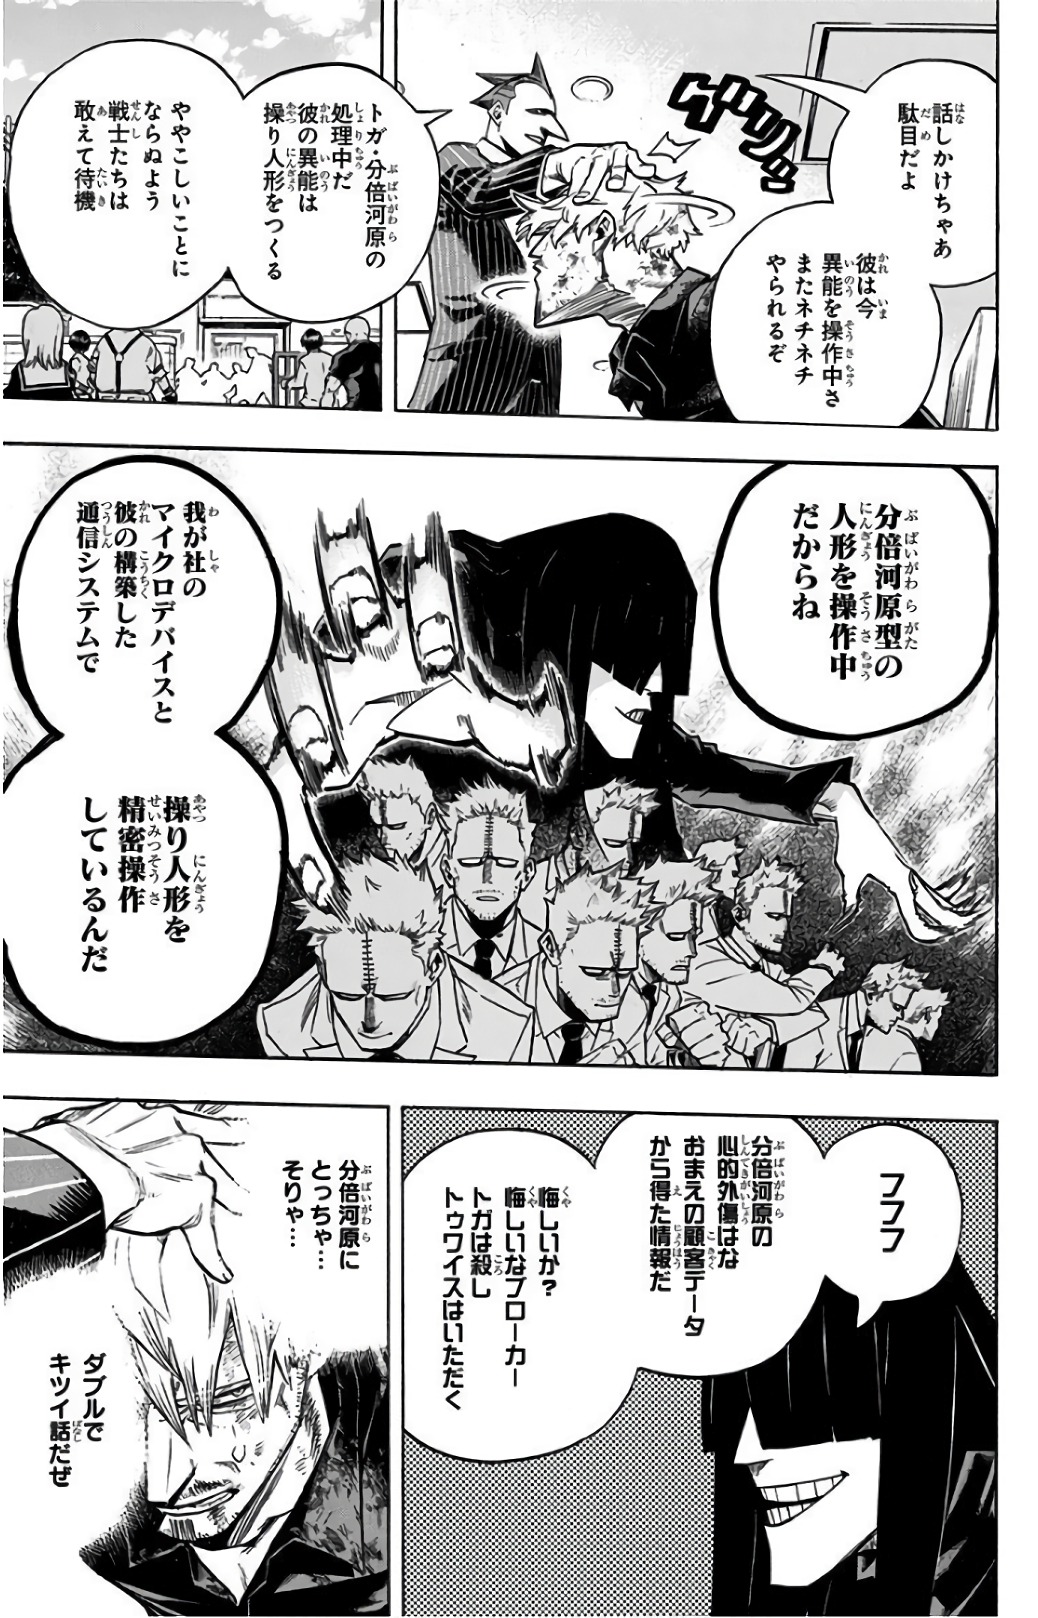 話しかけちゃあ
駄目だよ
彼は今
異能を操作中さ
またネチネチ
やられるぞ
グリリッ
トガ・分倍河原の
処理中だ
彼の異能は
操り人形をつくる
ややこしいことに
ならぬよう
戦士たちは
敢えて待機
分倍河原型の
人形を操作中
だからね
我が社の
マイクロデバイスと
彼の構築した
通信システムで
操り人形を
精密操作
しているんだ
フフフ
分倍河原の
心的外傷はな
おまえの顧客データ
から得た情報だ
悔しいか?
悔しいなブローカー
トガは殺し
トゥワイスはいただく
分倍河原に
とっちゃ…
そりゃ…
ダブルで
キツイ話だぜ